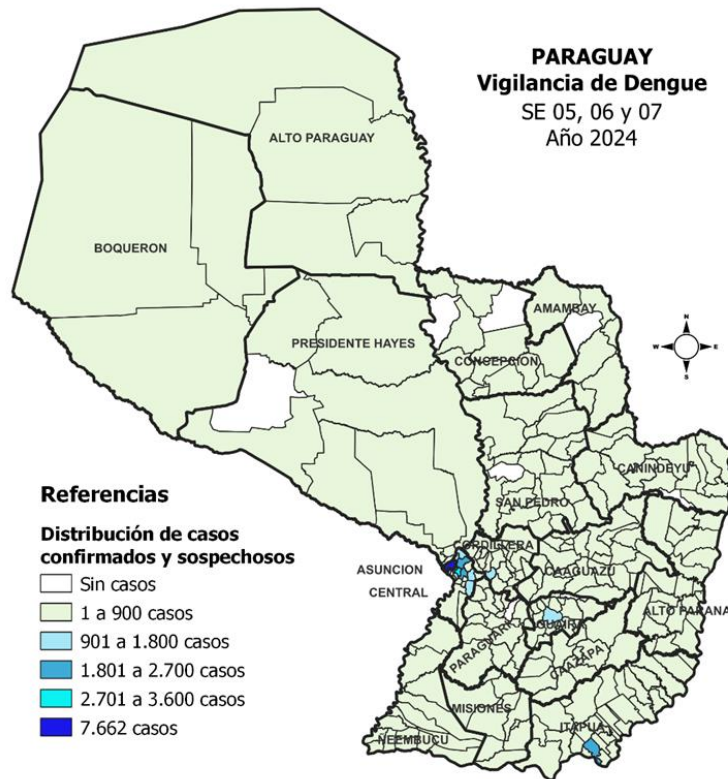 PARAGUAY
Vigilancia de Dengue
SE 05, 06 y 07
Año 2024
ALTO PARAGUAY
BOQUERON
AMAMBAY
PRESIDENTE HAYES
CONCEPCION
N
W
E
S
CANINDEYU
SAN PEDRO
CORDILLERA
CAAGUAZU
ASUNCION
CENTRAL
ALTO PARANA
GUAIRA
PARAGUARI
CAAZAPA
MISIONES
ITAPUA
ÑEEMBUCU
Referencias
Distribución de casos
confirmados y sospechosos
Sin casos
1 a 900 casos
901 a 1.800 casos
1.801 a 2.700 casos
2.701 a 3.600 casos
7.662 casos